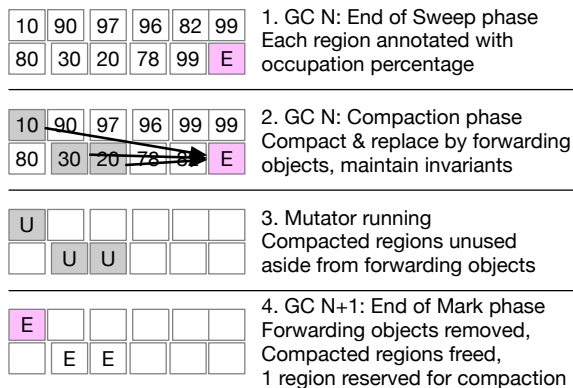 10 90 97 96 82 99
80 30 20 78 99 E
1. GC N: End of Sweep phase
Each region annotated with
occupation percentage
10 90 97 96 99 99
80 30 20 78 82 E
2. GC N: Compaction phase
Compact & replace by forwarding
objects, maintain invariants
U
U U
3. Mutator running
Compacted regions unused
aside from forwarding objects
E
E E
4. GC N+1: End of Mark phase
Forwarding objects removed,
Compacted regions freed,
1 region reserved for compaction